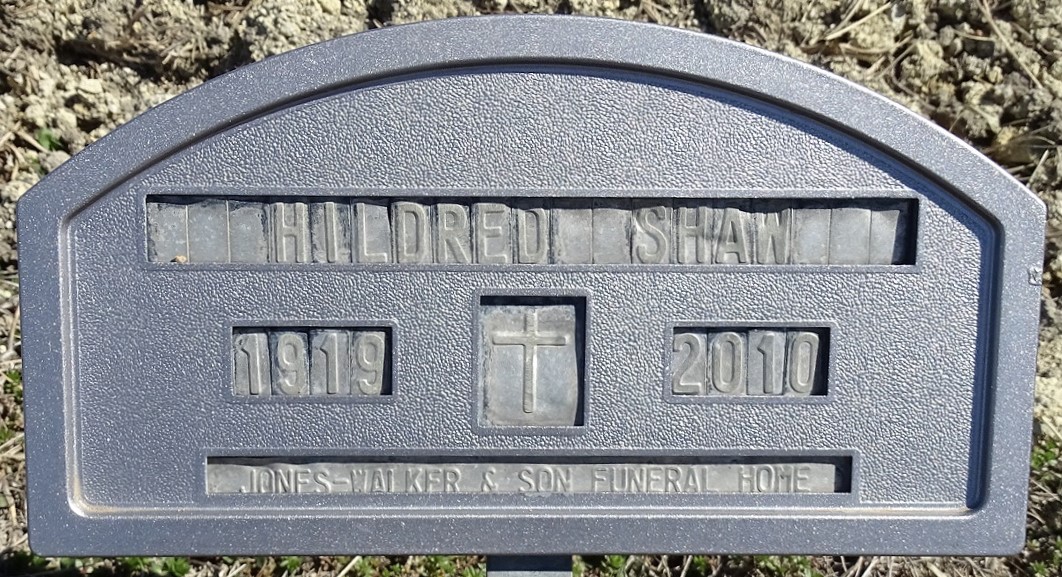 HILDRED SHAW
1919 2010
JONES-WALKER & SON FUNERAL HOME